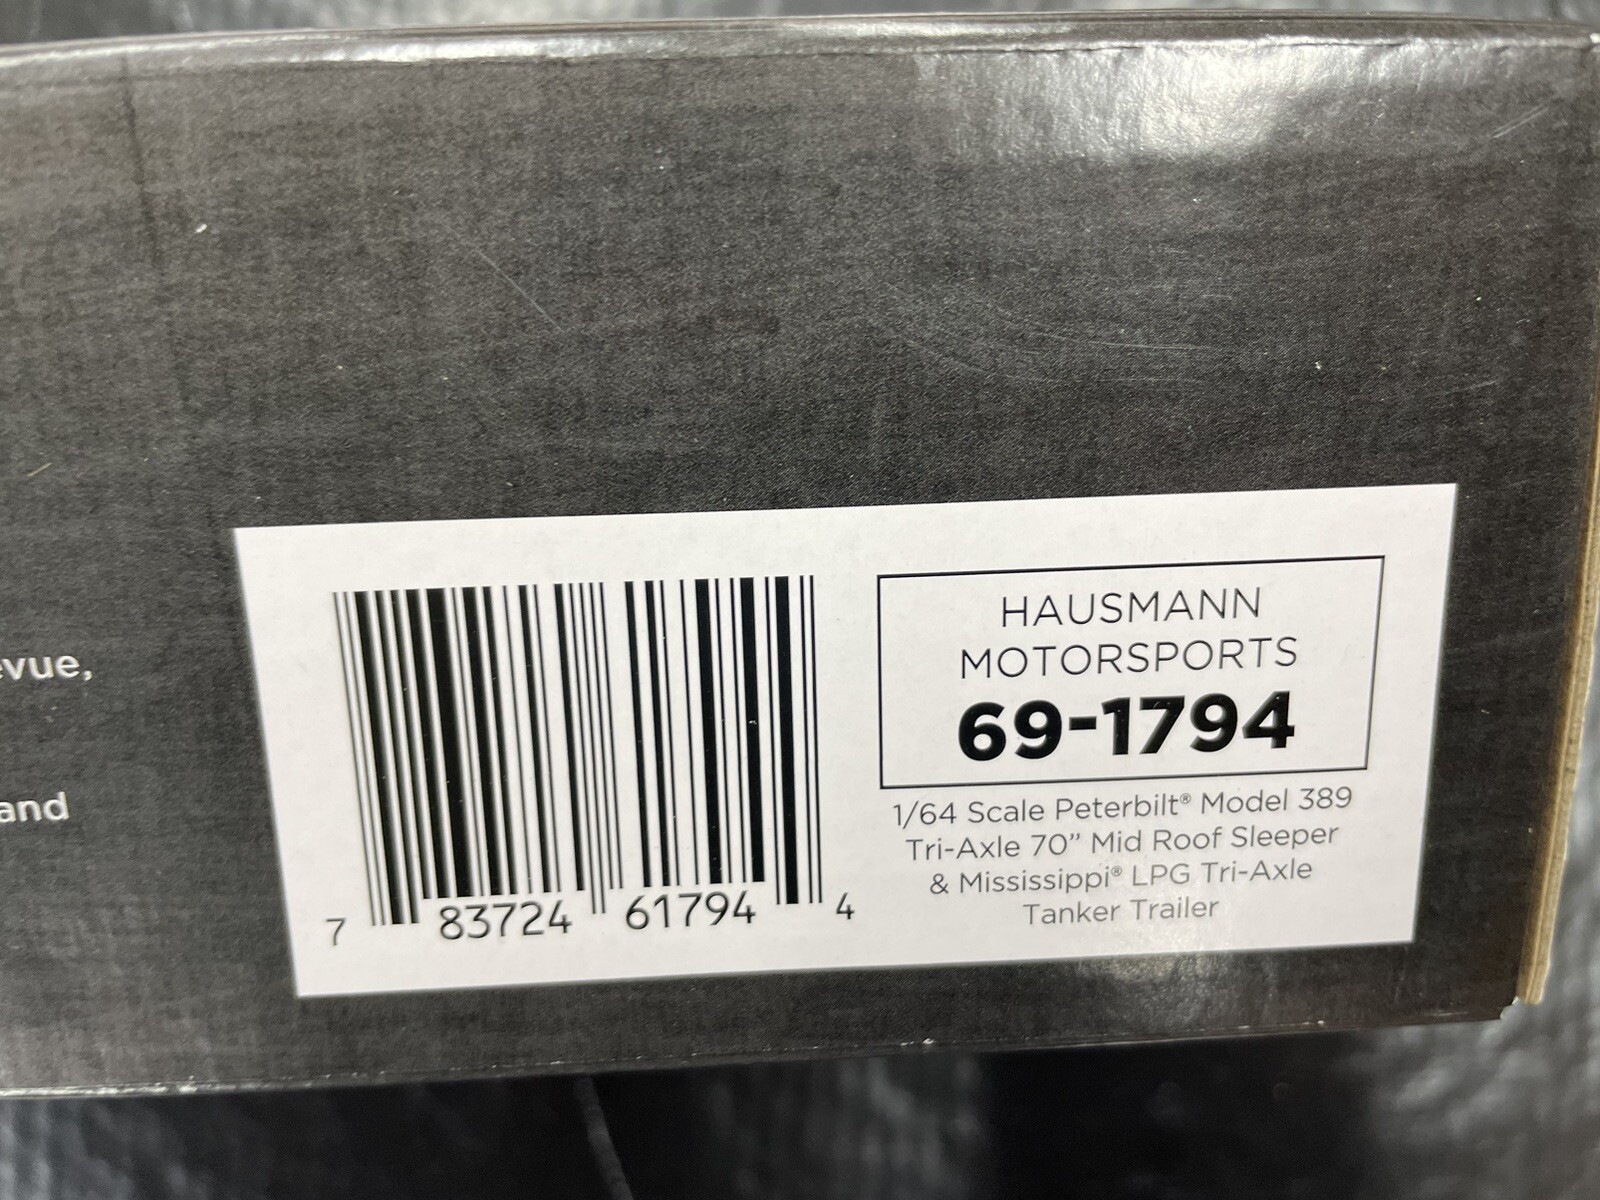 and
HAUSMANN
MOTORSPORTS
69-1794
1/64 Scale Peterbilt® Model 389
Tri-Axle 70” Mid Roof Sleeper
& Mississippi® LPG Tri-Axle
Tanker Trailer
7 83724 61794 4